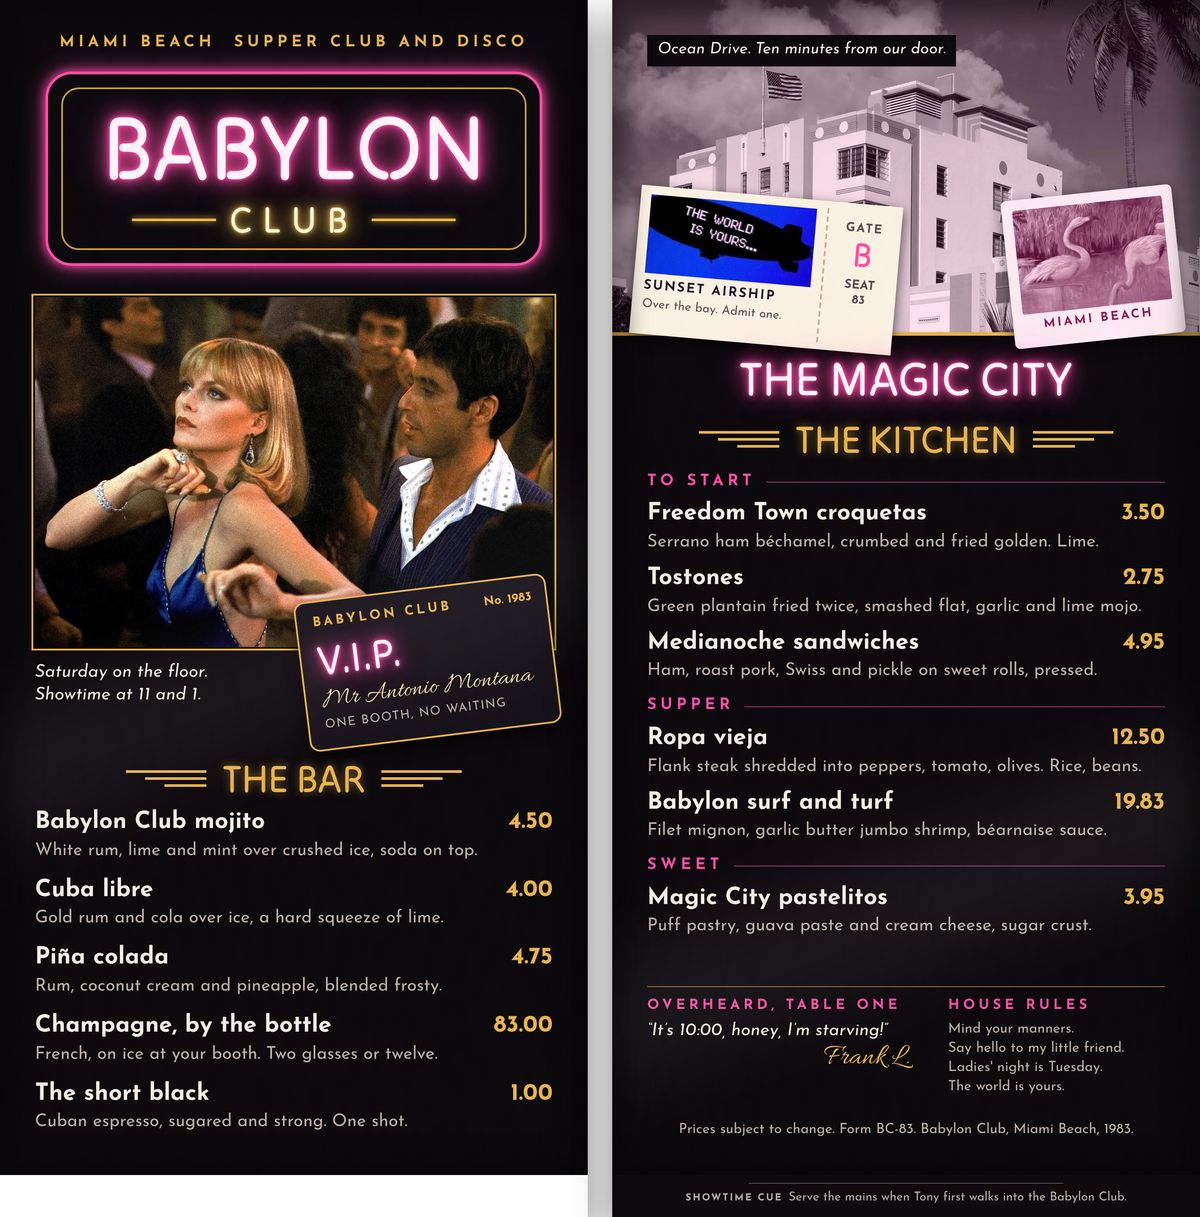 MIAMI BEACH SUPPER CLUB AND DISCO
BABYLON
CLUB
BABYLON CLUB No. 1983
V.I.P.
Mr Antonio Montana
ONE BOOTH, NO WAITING
Saturday on the floor.
Showtime at 11 and 1.
THE BAR
Babylon Club mojito 4.50
White rum, lime and mint over crushed ice, soda on top.
Cuba libre 4.00
Gold rum and cola over ice, a hard squeeze of lime.
Piña colada 4.75
Rum, coconut cream and pineapple, blended frosty.
Champagne, by the bottle 83.00
French, on ice at your booth. Two glasses or twelve.
The short black 1.00
Cuban espresso, sugared and strong. One shot.
Ocean Drive. Ten minutes from our door.
THE WORLD
IS YOURS...
SUNSET AIRSHIP
Over the bay. Admit one.
GATE
B
SEAT
83
MIAMI BEACH
THE MAGIC CITY
THE KITCHEN
TO START
Freedom Town croquetas 3.50
Serrano ham béchamel, crumbed and fried golden. Lime.
Tostones 2.75
Green plantain fried twice, smashed flat, garlic and lime mojo.
Medianoche sandwiches 4.95
Ham, roast pork, Swiss and pickle on sweet rolls, pressed.
SUPPER
Ropa vieja 12.50
Flank steak shredded into peppers, tomato, olives. Rice, beans.
Babylon surf and turf 19.83
Filet mignon, garlic butter jumbo shrimp, béarnaise sauce.
SWEET
Magic City pastelitos 3.95
Puff pastry, guava paste and cream cheese, sugar crust.
OVERHEARD, TABLE ONE
"It's 10:00, honey, I'm starving!"
Frank L.
HOUSE RULES
Mind your manners.
Say hello to my little friend.
Ladies' night is Tuesday.
The world is yours.
Prices subject to change. Form BC-83. Babylon Club, Miami Beach, 1983.
SHOWTIME CUE Serve the mains when Tony first walks into the Babylon Club.